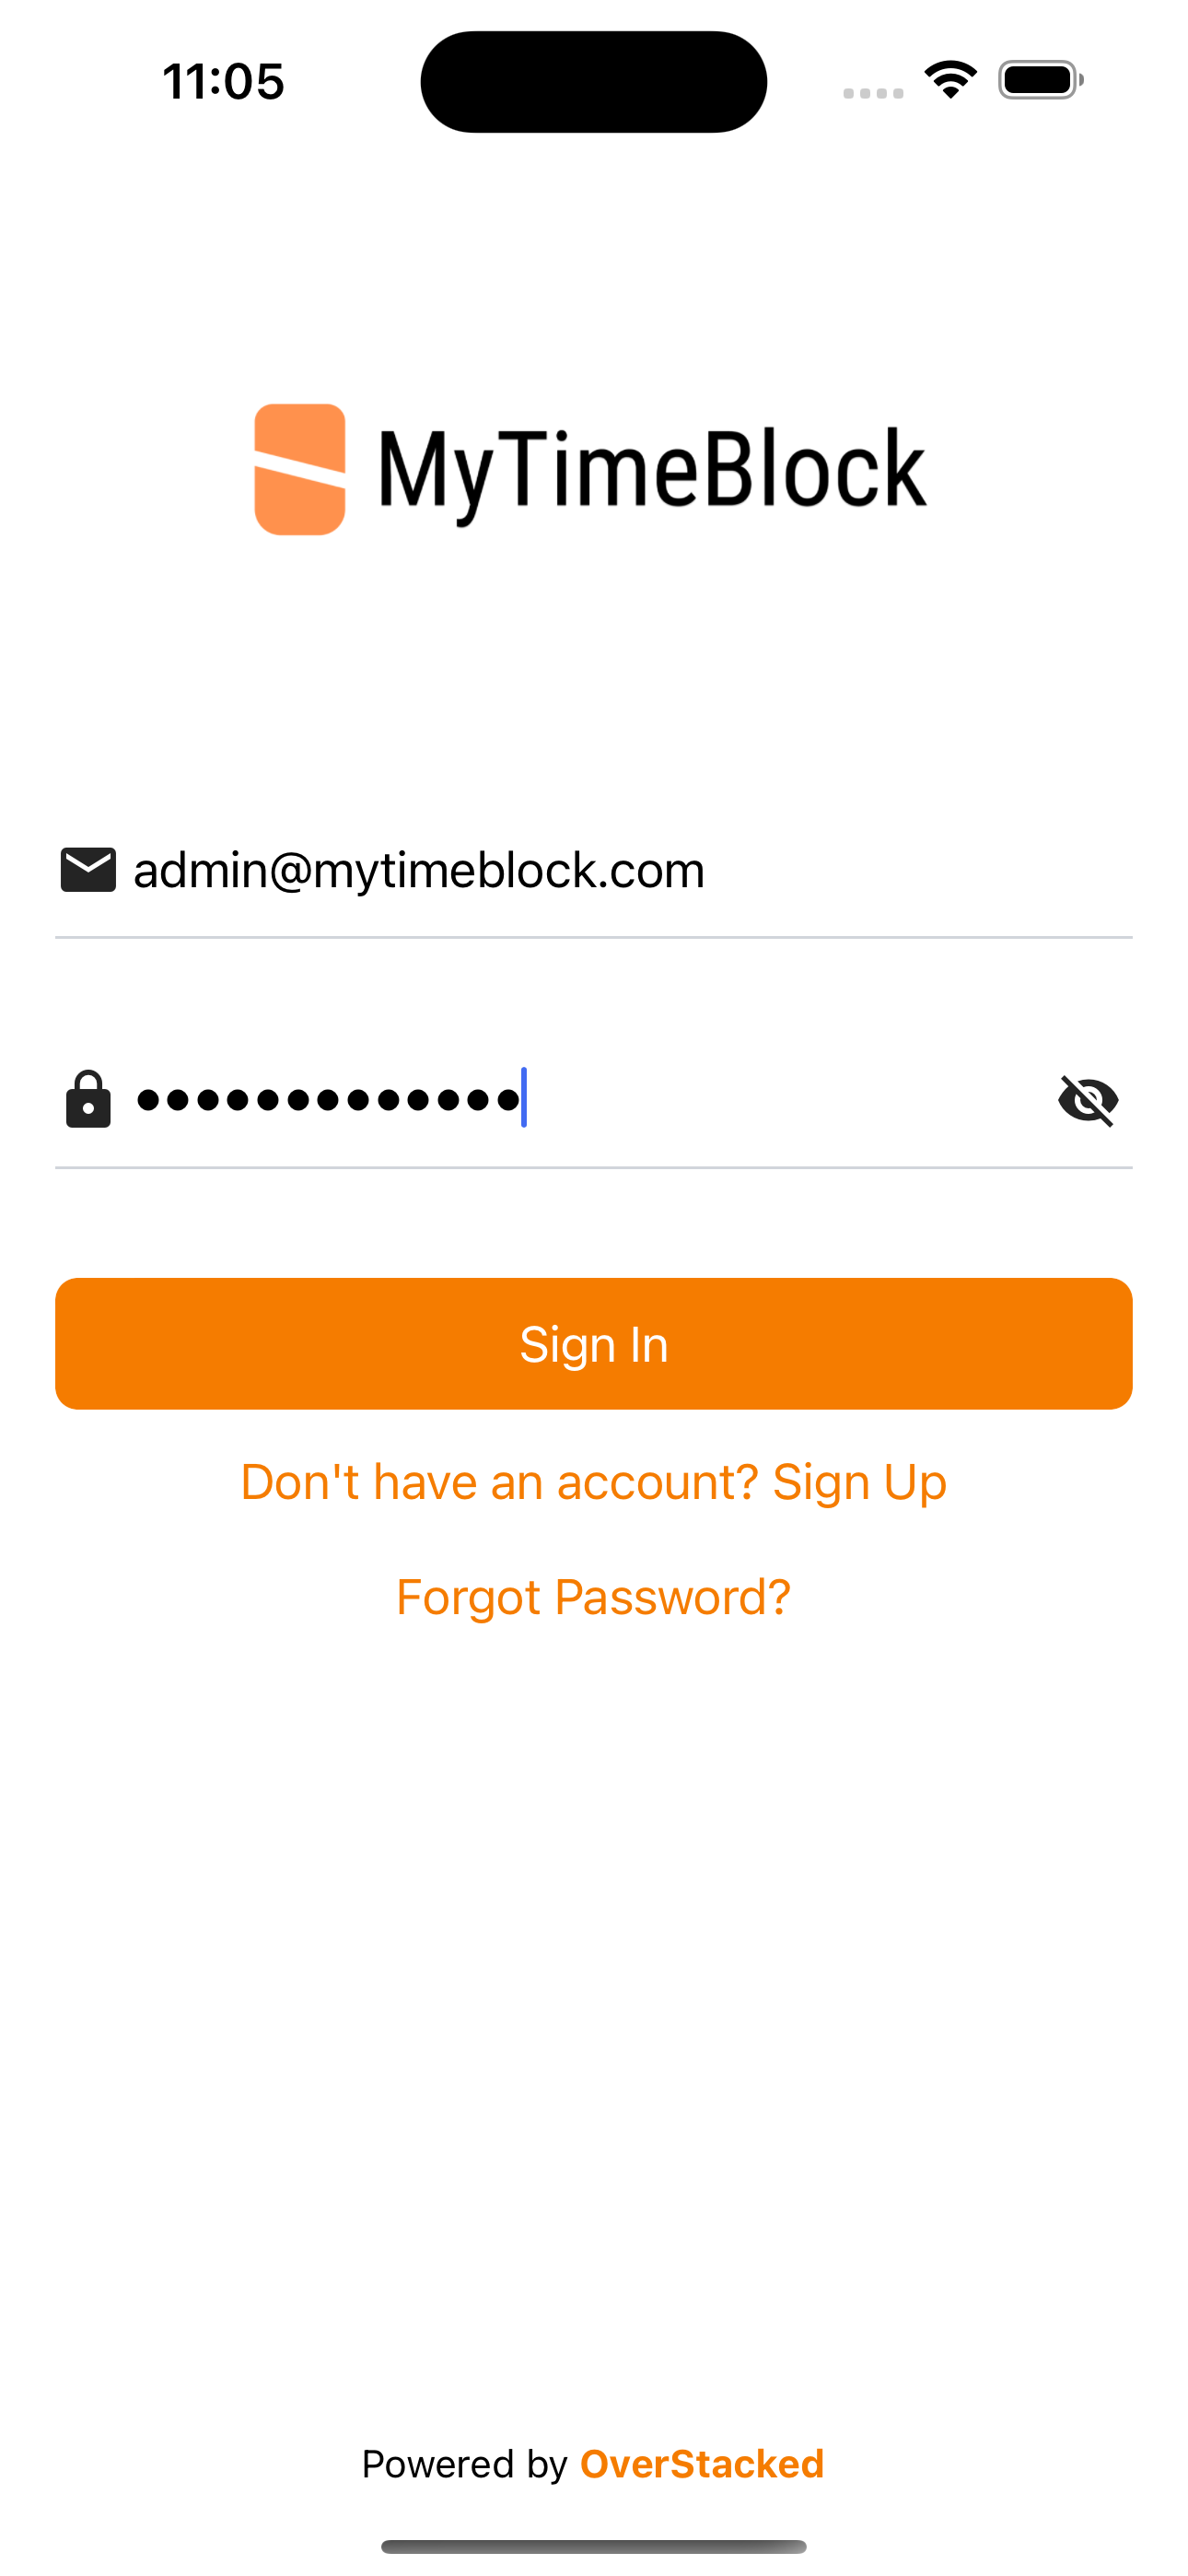 11:05
MyTimeBlock
admin@mytimeblock.com
•••••••••••••
Sign In
Don't have an account? Sign Up
Forgot Password?
Powered by OverStacked